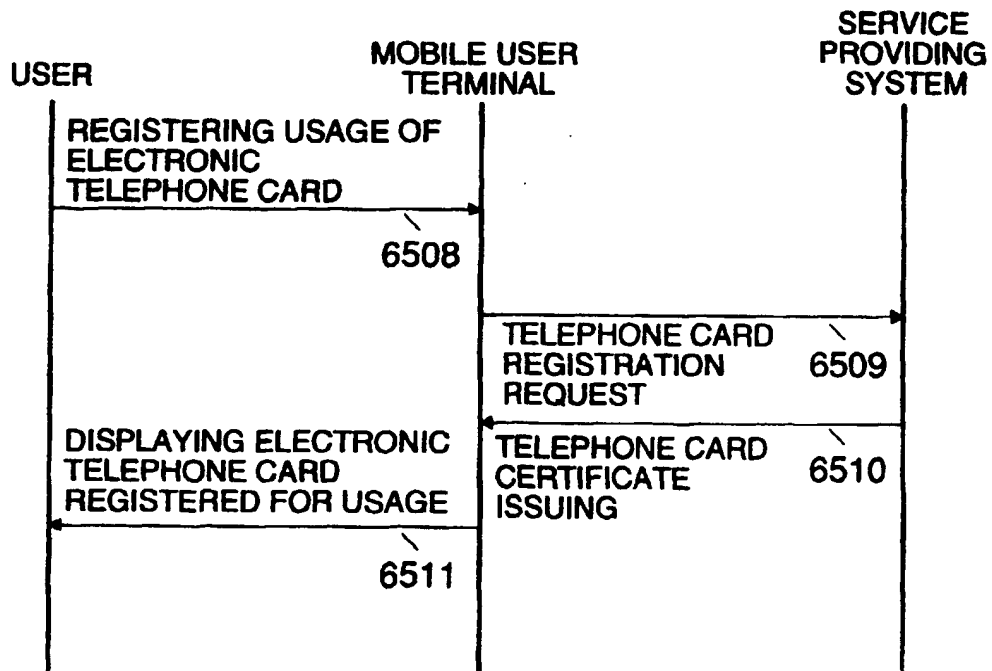 USER
MOBILE USER
TERMINAL
SERVICE
PROVIDING
SYSTEM
REGISTERING USAGE OF
ELECTRONIC
TELEPHONE CARD
6508
TELEPHONE CARD
REGISTRATION
REQUEST
6509
TELEPHONE CARD
CERTIFICATE
ISSUING
6510
DISPLAYING ELECTRONIC
TELEPHONE CARD
REGISTERED FOR USAGE
6511